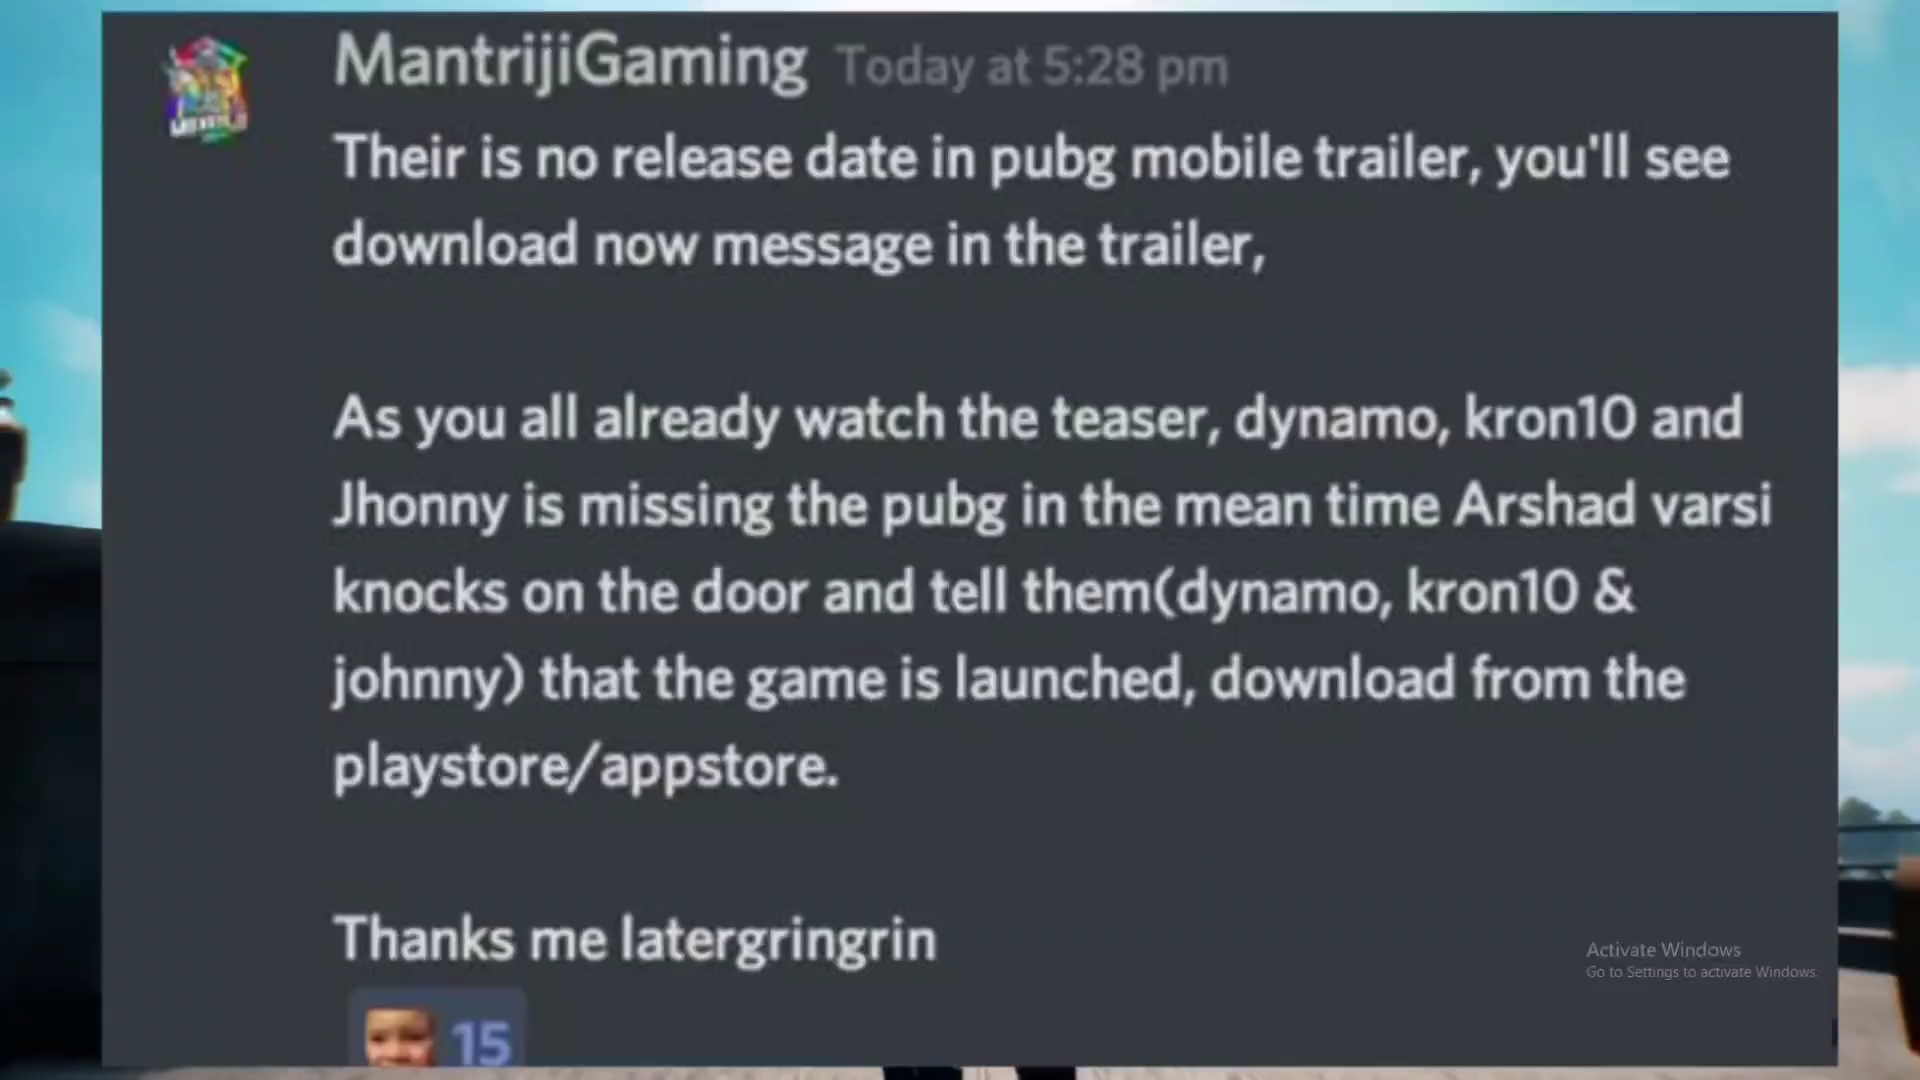 MantrijiGaming Today at 5:28 pm
Their is no release date in pubg mobile trailer, you'll see
download now message in the trailer,
As you all already watch the teaser, dynamo, kron10 and
Jhonny is missing the pubg in the mean time Arshad varsi
knocks on the door and tell them(dynamo, kron10 &
johnny) that the game is launched, download from the
playstore/appstore.
Thanks me latergringrin
15
Activate Windows
Go to Settings to activate Windows.